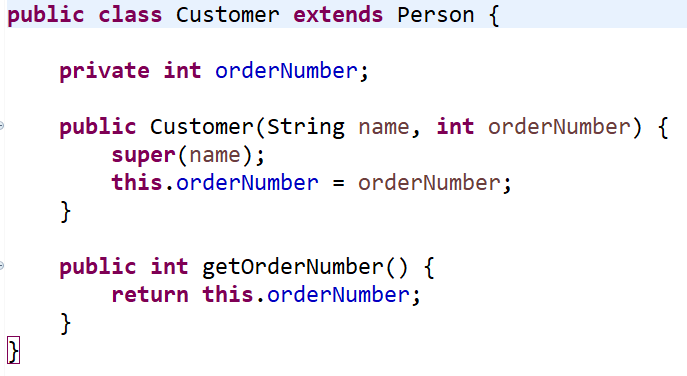 public class Customer extends Person {
private int orderNumber;
public Customer(String name, int orderNumber) {
super(name);
this.orderNumber = orderNumber;
}
public int getOrderNumber() {
return this.orderNumber;
}
}